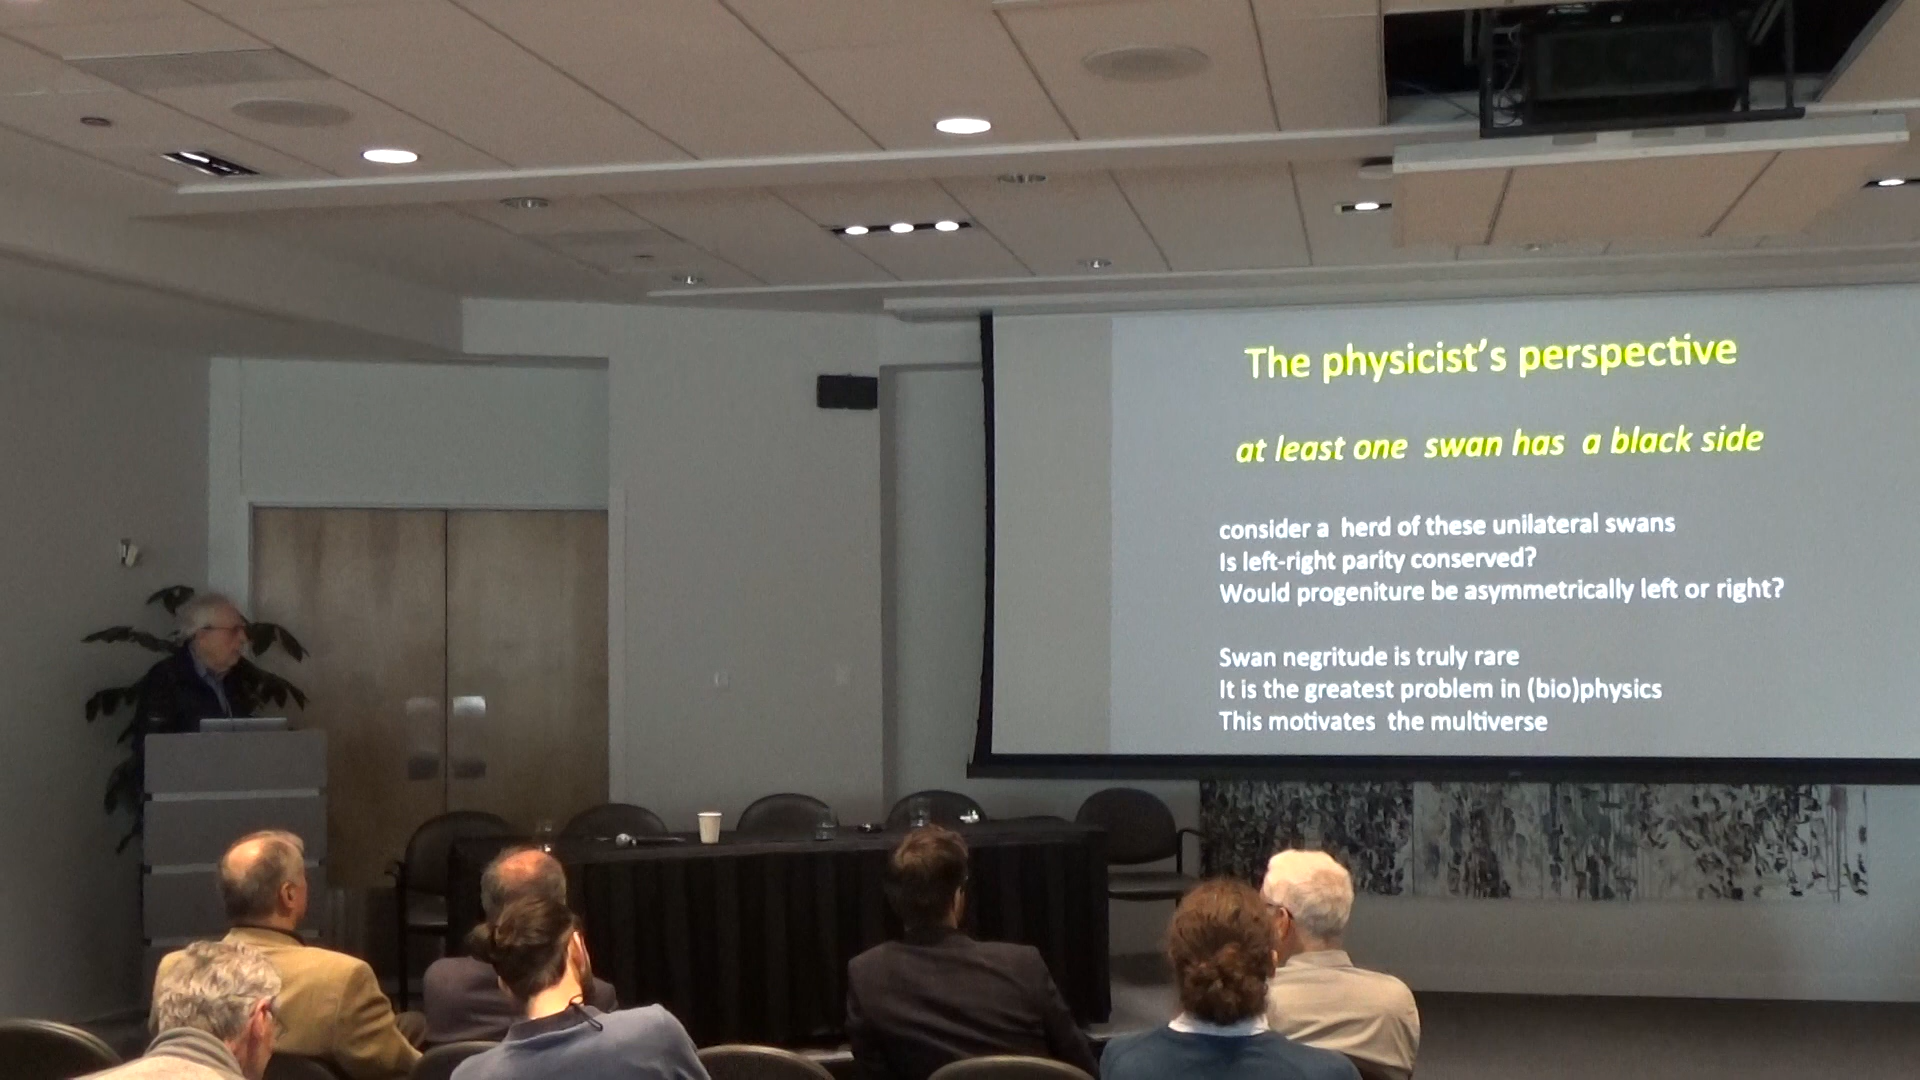 The physicist's perspective
at least one swan has a black side
consider a herd of these unilateral swans
Is left-right parity conserved?
Would progeniture be asymmetrically left or right?
Swan negritude is truly rare
It is the greatest problem in (bio)physics
This motivates the multiverse